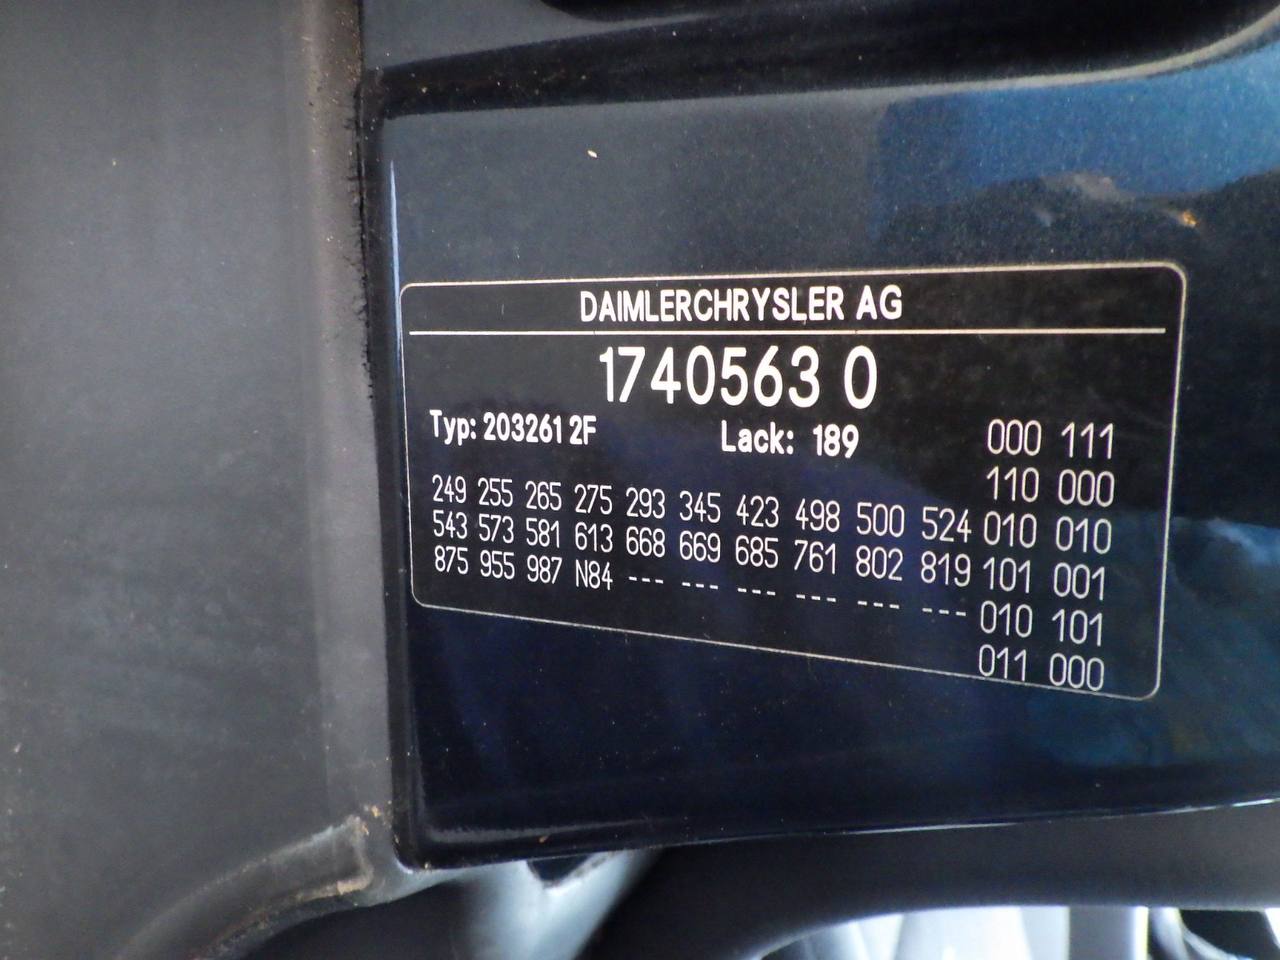 DAIMLERCHRYSLER AG
1740563 0
Typ: 203261 2F Lack: 189 000 111
110 000
249 255 265 275 293 345 423 498 500 524 010 010
543 573 581 613 668 669 685 761 802 819 101 001
875 955 987 N84 --- --- --- --- --- --- 010 101
011 000